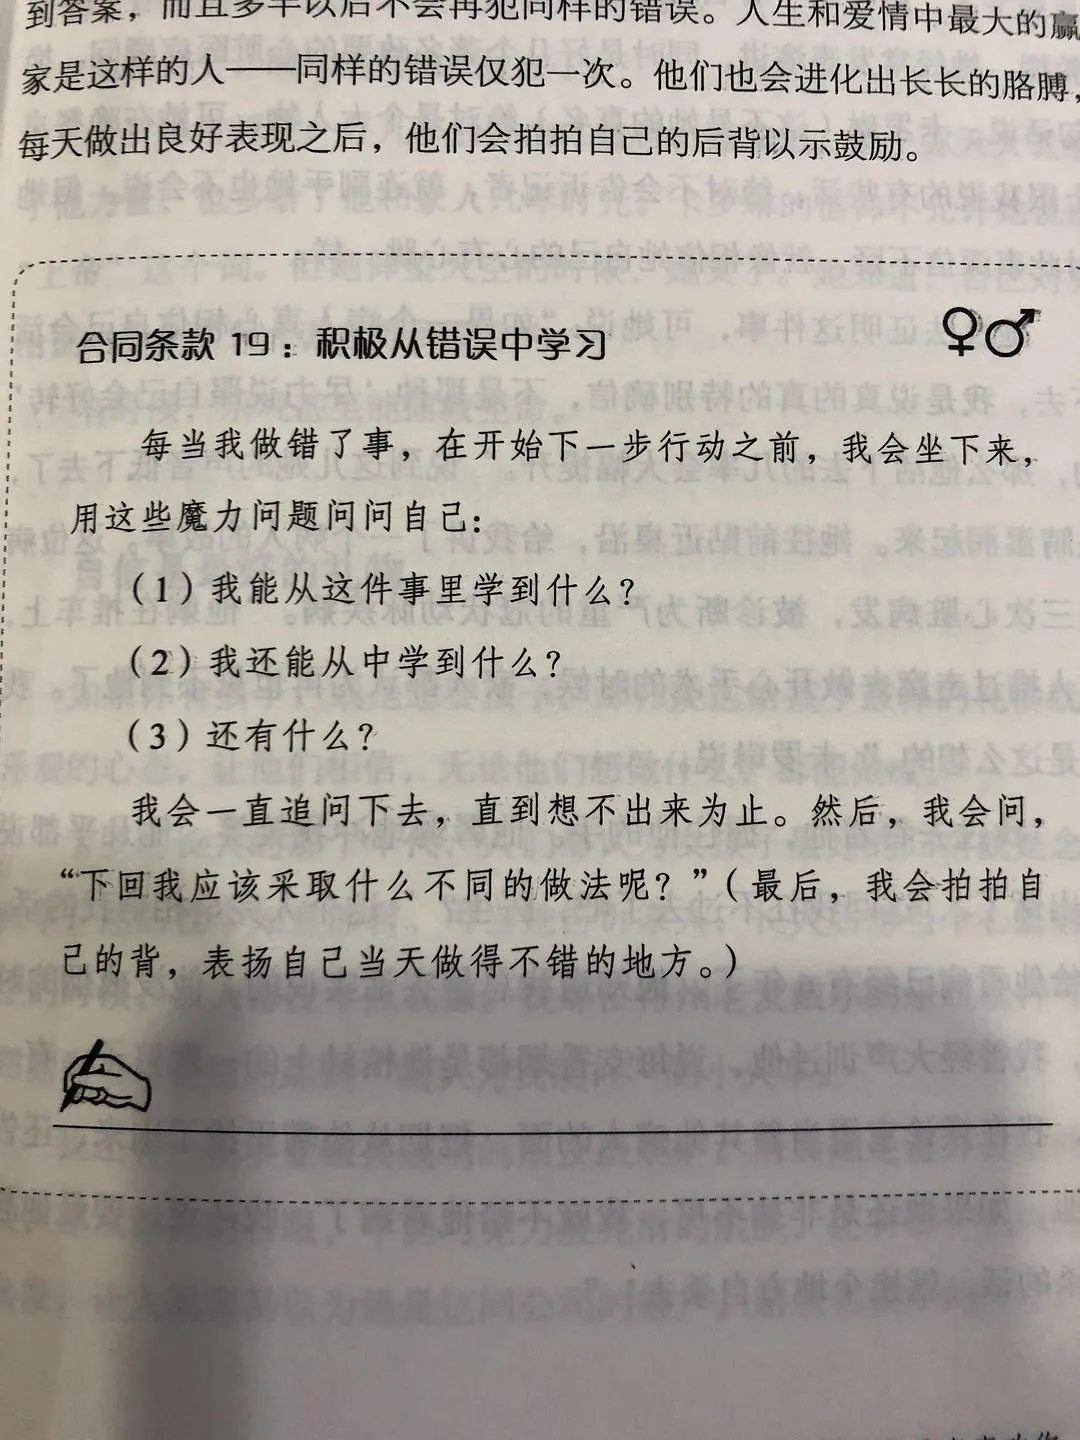 到答案，而且多半以后不会再犯同样的错误。人生和爱情中最大的赢
家是这样的人——同样的错误仅犯一次。他们也会进化出长长的胳膊，
每天做出良好表现之后，他们会拍拍自己的后背以示鼓励。
合同条款 19：积极从错误中学习
每当我做错了事，在开始下一步行动之前，我会坐下来，
用这些魔力问题问问自己：
（1）我能从这件事里学到什么？
（2）我还能从中学到什么？
（3）还有什么？
我会一直追问下去，直到想不出来为止。然后，我会问，
“下回我应该采取什么不同的做法呢？”（最后，我会拍拍自
己的背，表扬自己当天做得不错的地方。）